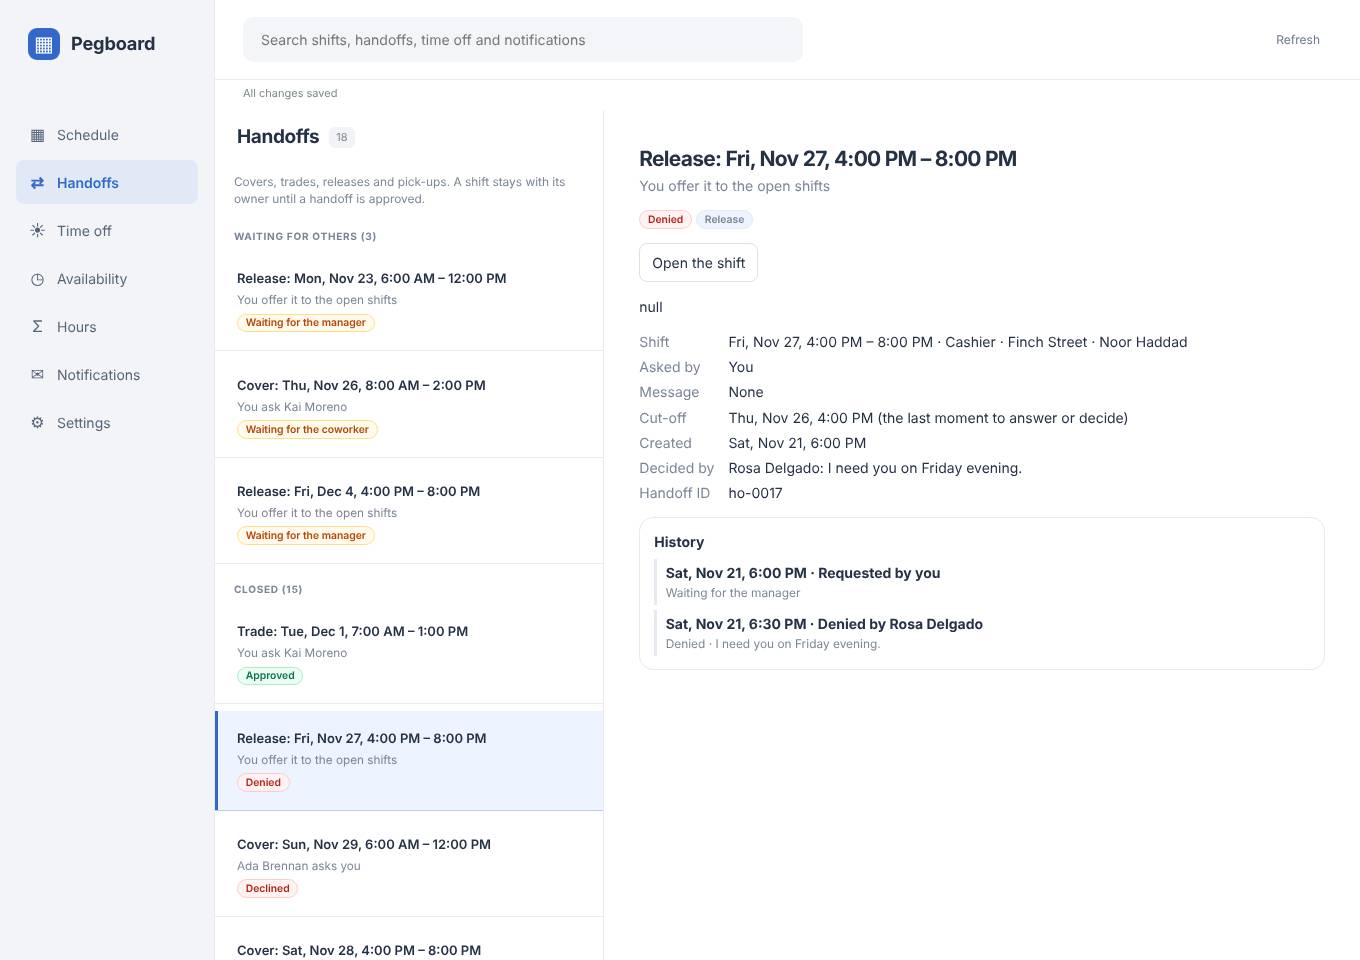 Pegboard
Schedule
Handoffs
Time off
Availability
Hours
Notifications
Settings
Search shifts, handoffs, time off and notifications
Refresh
All changes saved
Handoffs 18
Covers, trades, releases and pick-ups. A shift stays with its
owner until a handoff is approved.
WAITING FOR OTHERS (3)
Release: Mon, Nov 23, 6:00 AM – 12:00 PM
You offer it to the open shifts
Waiting for the manager
Cover: Thu, Nov 26, 8:00 AM – 2:00 PM
You ask Kai Moreno
Waiting for the coworker
Release: Fri, Dec 4, 4:00 PM – 8:00 PM
You offer it to the open shifts
Waiting for the manager
CLOSED (15)
Trade: Tue, Dec 1, 7:00 AM – 1:00 PM
You ask Kai Moreno
Approved
Release: Fri, Nov 27, 4:00 PM – 8:00 PM
You offer it to the open shifts
Denied
Cover: Sun, Nov 29, 6:00 AM – 12:00 PM
Ada Brennan asks you
Declined
Cover: Sat, Nov 28, 4:00 PM – 8:00 PM
Release: Fri, Nov 27, 4:00 PM – 8:00 PM
You offer it to the open shifts
Denied Release
Open the shift
null
Shift Fri, Nov 27, 4:00 PM – 8:00 PM · Cashier · Finch Street · Noor Haddad
Asked by You
Message None
Cut-off Thu, Nov 26, 4:00 PM (the last moment to answer or decide)
Created Sat, Nov 21, 6:00 PM
Decided by Rosa Delgado: I need you on Friday evening.
Handoff ID ho-0017
History
Sat, Nov 21, 6:00 PM · Requested by you
Waiting for the manager
Sat, Nov 21, 6:30 PM · Denied by Rosa Delgado
Denied · I need you on Friday evening.